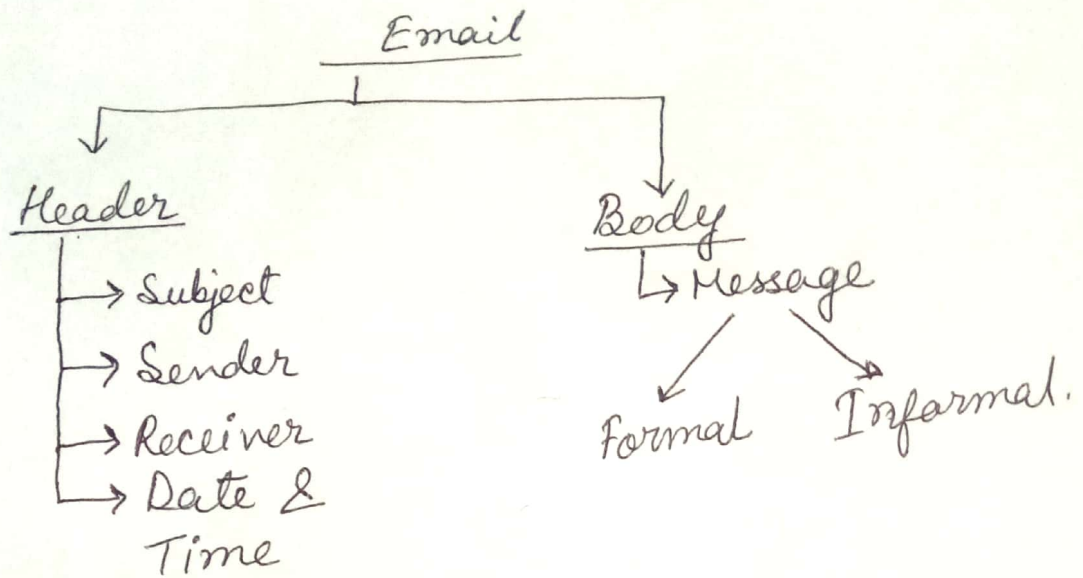 Email
Header
Subject
Sender
Receiver
Date &
Time
Body
Message
Formal
Informal.